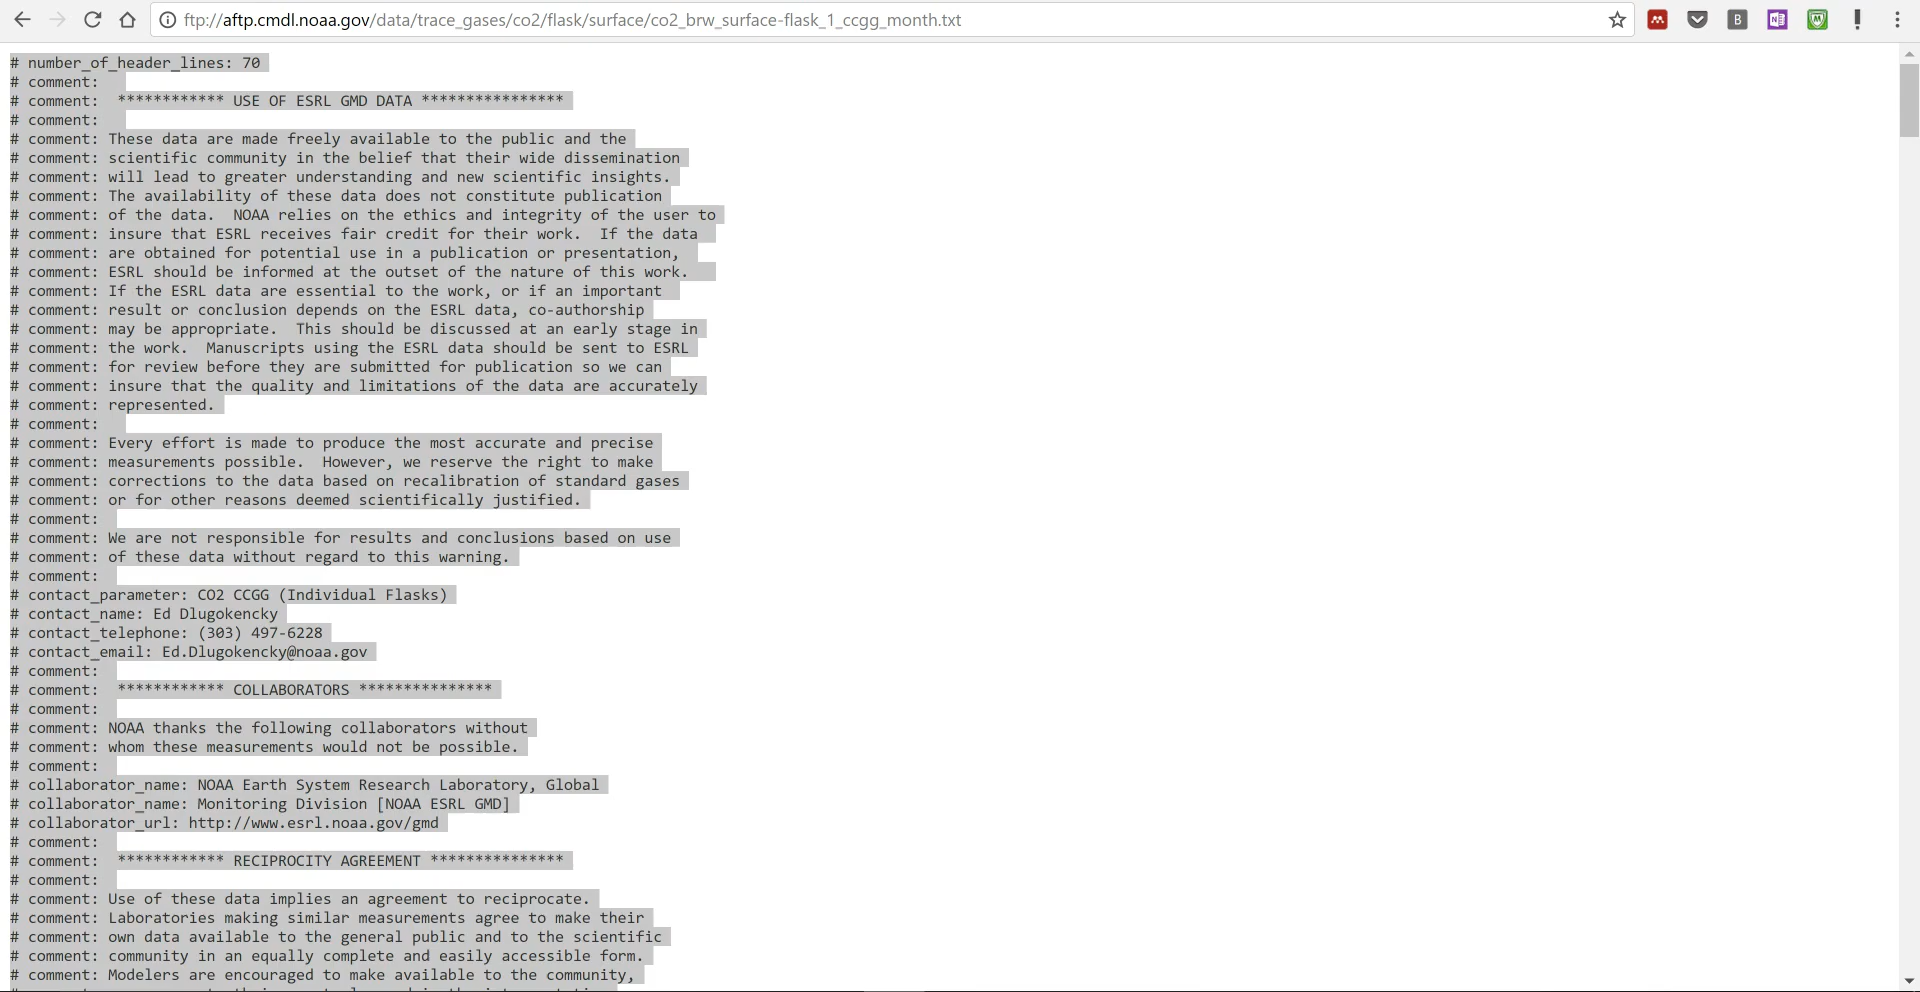 ftp://aftp.cmdl.noaa.gov/data/trace_gases/co2/flask/surface/co2_brw_surface-flask_1_ccgg_month.txt
B
N
M
# number_of_header_lines: 70
# comment:
# comment:  ************ USE OF ESRL GMD DATA ****************
# comment:
# comment: These data are made freely available to the public and the
# comment: scientific community in the belief that their wide dissemination
# comment: will lead to greater understanding and new scientific insights.
# comment: The availability of these data does not constitute publication
# comment: of the data.  NOAA relies on the ethics and integrity of the user to
# comment: insure that ESRL receives fair credit for their work.  If the data
# comment: are obtained for potential use in a publication or presentation,
# comment: ESRL should be informed at the outset of the nature of this work.
# comment: If the ESRL data are essential to the work, or if an important
# comment: result or conclusion depends on the ESRL data, co-authorship
# comment: may be appropriate.  This should be discussed at an early stage in
# comment: the work.  Manuscripts using the ESRL data should be sent to ESRL
# comment: for review before they are submitted for publication so we can
# comment: insure that the quality and limitations of the data are accurately
# comment: represented.
# comment:
# comment: Every effort is made to produce the most accurate and precise
# comment: measurements possible.  However, we reserve the right to make
# comment: corrections to the data based on recalibration of standard gases
# comment: or for other reasons deemed scientifically justified.
# comment:
# comment: We are not responsible for results and conclusions based on use
# comment: of these data without regard to this warning.
# comment:
# contact_parameter: CO2 CCGG (Individual Flasks)
# contact_name: Ed Dlugokencky
# contact_telephone: (303) 497-6228
# contact_email: Ed.Dlugokencky@noaa.gov
# comment:
# comment:  ************ COLLABORATORS ***************
# comment:
# comment: NOAA thanks the following collaborators without
# comment: whom these measurements would not be possible.
# comment:
# collaborator_name: NOAA Earth System Research Laboratory, Global
# collaborator_name: Monitoring Division [NOAA ESRL GMD]
# collaborator_url: http://www.esrl.noaa.gov/gmd
# comment:
# comment:  ************ RECIPROCITY AGREEMENT ***************
# comment:
# comment: Use of these data implies an agreement to reciprocate.
# comment: Laboratories making similar measurements agree to make their
# comment: own data available to the general public and to the scientific
# comment: community in an equally complete and easily accessible form.
# comment: Modelers are encouraged to make available to the community,